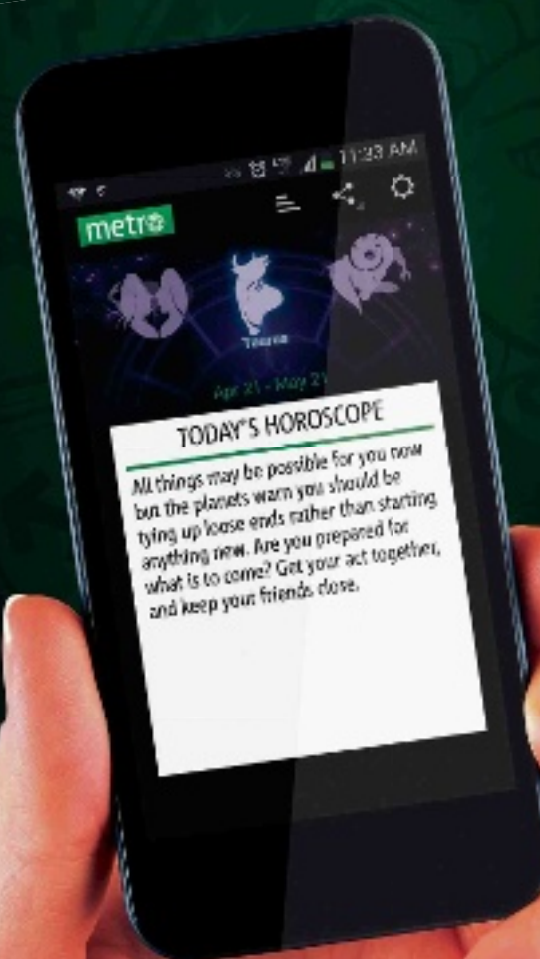 11:33 AM
metro
Taurus
Apr 21 - May 21
TODAY'S HOROSCOPE
All things may be possible for you now
but the planets warn you should be
tying up loose ends rather than starting
anything new. Are you prepared for
what is to come? Get your act together,
and keep your friends close.